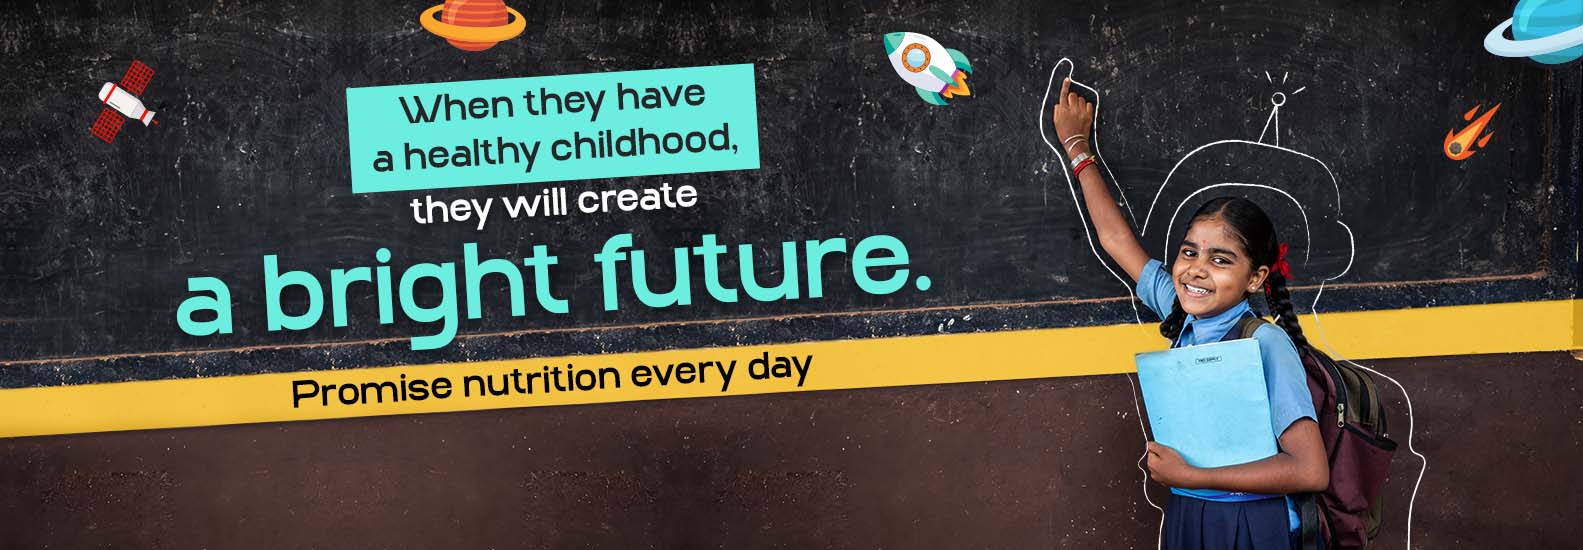 When they have
a healthy childhood,
they will create
a bright future.
Promise nutrition every day